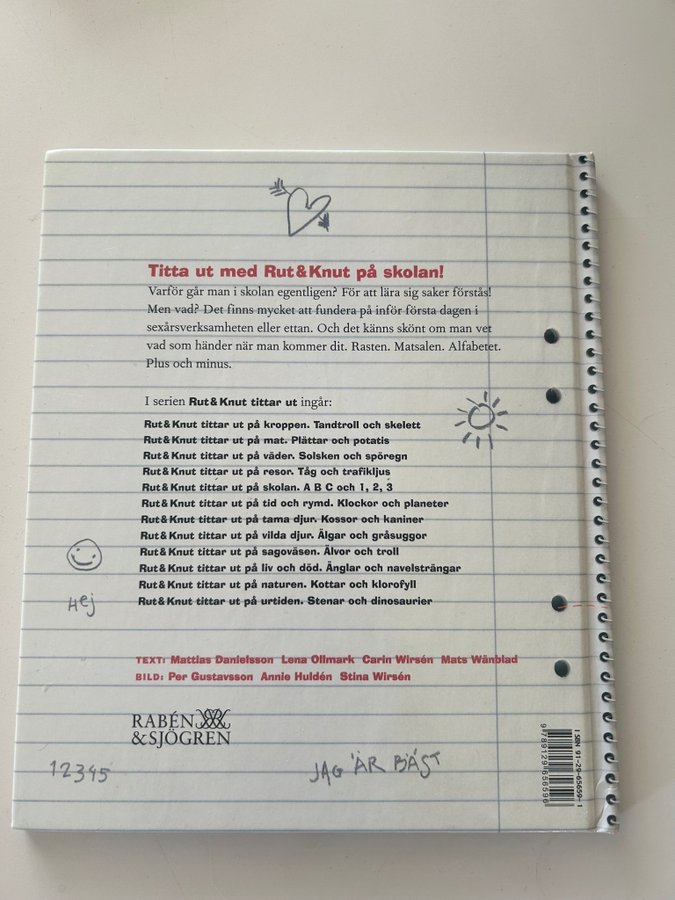 Titta ut med Rut & Knut på skolan!
Varför går man i skolan egentligen? För att lära sig saker förstås!
Men vad? Det finns mycket att fundera på inför första dagen i
sexårsverksamheten eller ettan. Och det känns skönt om man vet
vad som händer när man kommer dit. Rasten. Matsalen. Alfabetet.
Plus och minus.
I serien Rut & Knut tittar ut ingår:
Rut & Knut tittar ut på kroppen. Tandtroll och skelett
Rut & Knut tittar ut på mat. Plättar och potatis
Rut & Knut tittar ut på väder. Solsken och spöregn
Rut & Knut tittar ut på resor. Tåg och trafikljus
Rut & Knut tittar ut på skolan. A B C och 1, 2, 3
Rut & Knut tittar ut på tid och rymd. Klockor och planeter
Rut & Knut tittar ut på tama djur. Kossor och kaniner
Rut & Knut tittar ut på vilda djur. Älgar och gråsuggor
Rut & Knut tittar ut på sagoväsen. Älvor och troll
Rut & Knut tittar ut på liv och död. Änglar och navelsträngar
Rut & Knut tittar ut på naturen. Kottar och klorofyll
Rut & Knut tittar ut på urtiden. Stenar och dinosaurier
Hej
TEXT: Mattias Danielsson Lena Ollmark Carin Wirsén Mats Wänblad
BILD: Per Gustavsson Annie Huldén Stina Wirsén
RABÉN
& SJÖGREN
12345
JAG ÄR BÄST
ISBN 91-29-65659-1
9789129656596